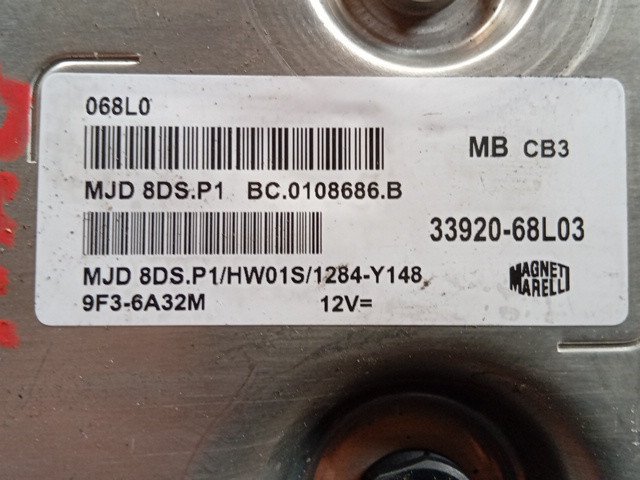 068L0
MB CB3
MJD 8DS.P1 BC.0108686.B
33920-68L03
MJD 8DS.P1/HW01S/1284-Y148
MAGNETI
MARELLI
9F3-6A32M 12V=